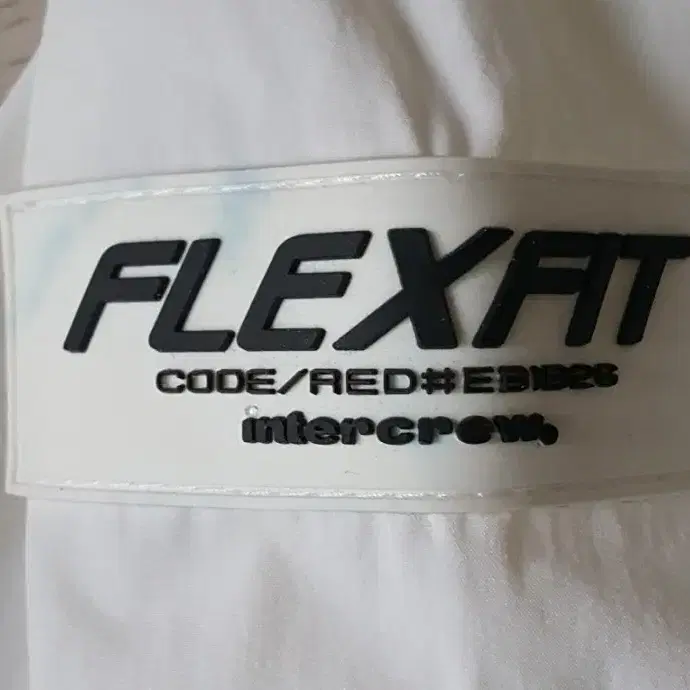 FLEXFIT
CODE/RED#E31B26
intercrew.